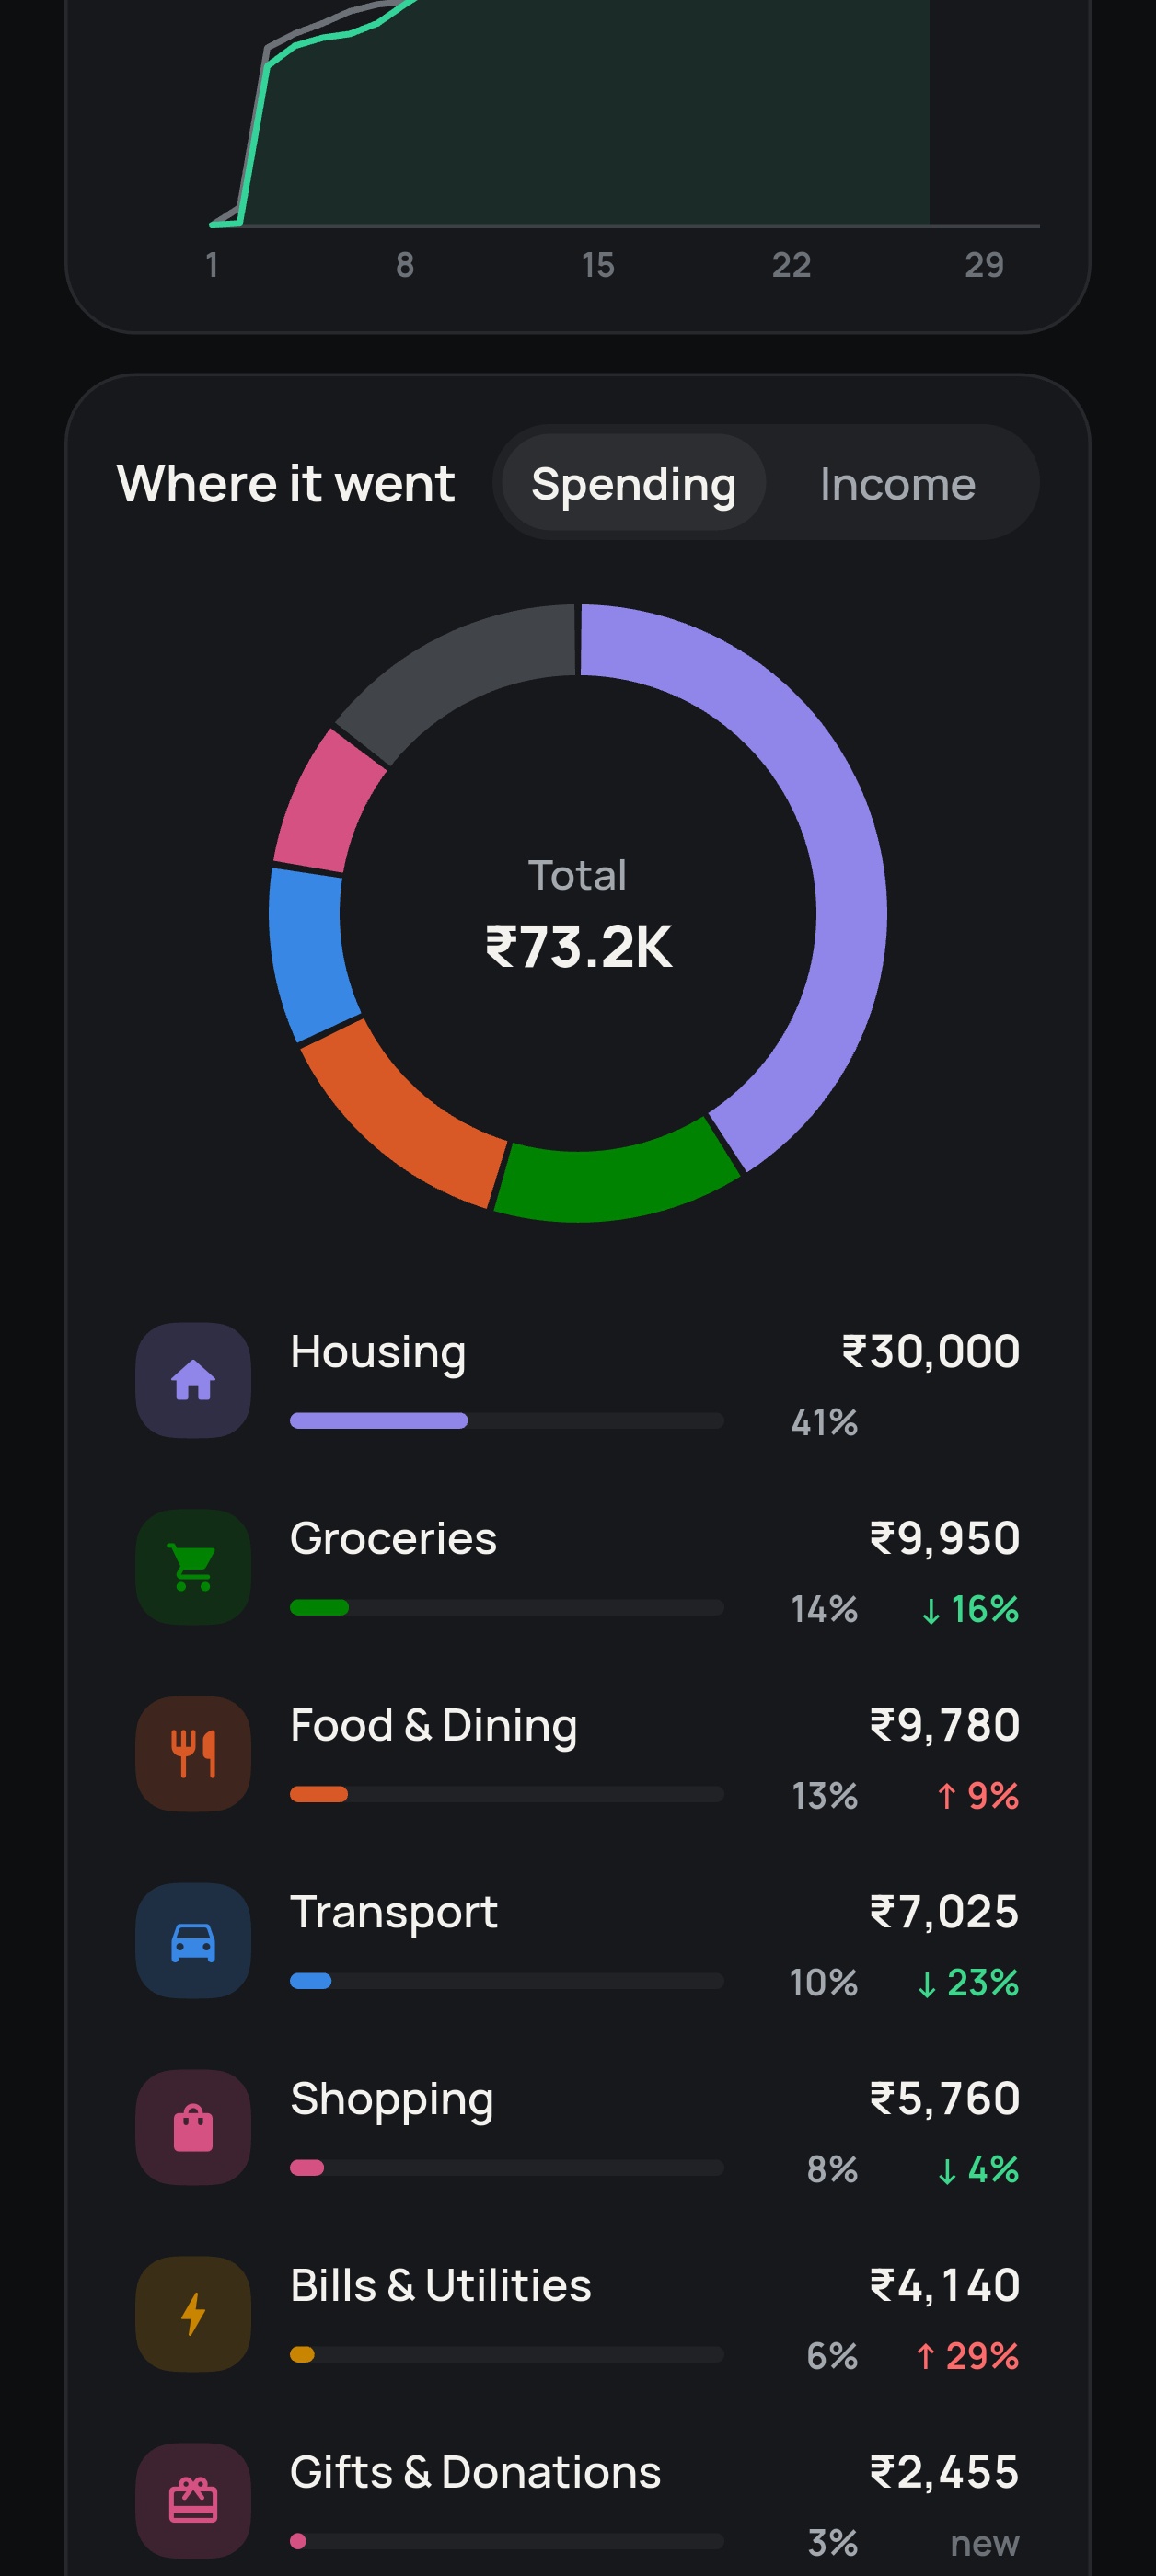 1 8 15 22 29
Where it went Spending Income
Total
₹73.2K
Housing ₹30,000
41%
Groceries ₹9,950
14% ↓ 16%
Food & Dining ₹9,780
13% ↑ 9%
Transport ₹7,025
10% ↓ 23%
Shopping ₹5,760
8% ↓ 4%
Bills & Utilities ₹4,140
6% ↑ 29%
Gifts & Donations ₹2,455
3% new